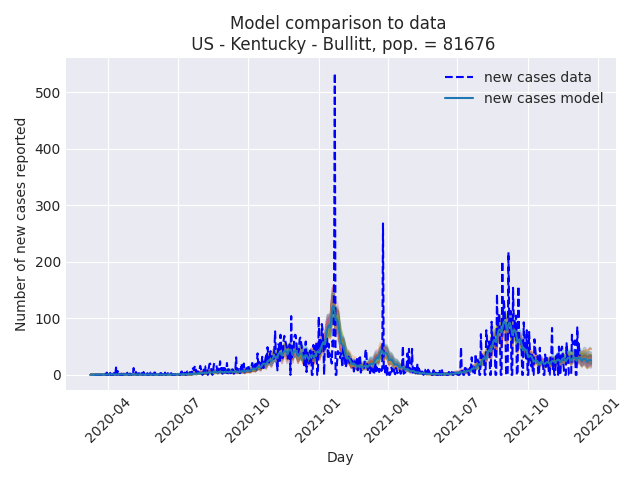 Model comparison to data
US - Kentucky - Bullitt, pop. = 81676
new cases data
new cases model
Number of new cases reported
500
400
300
200
100
0
2020-04
2020-07
2020-10
2021-01
2021-04
2021-07
2021-10
2022-01
Day